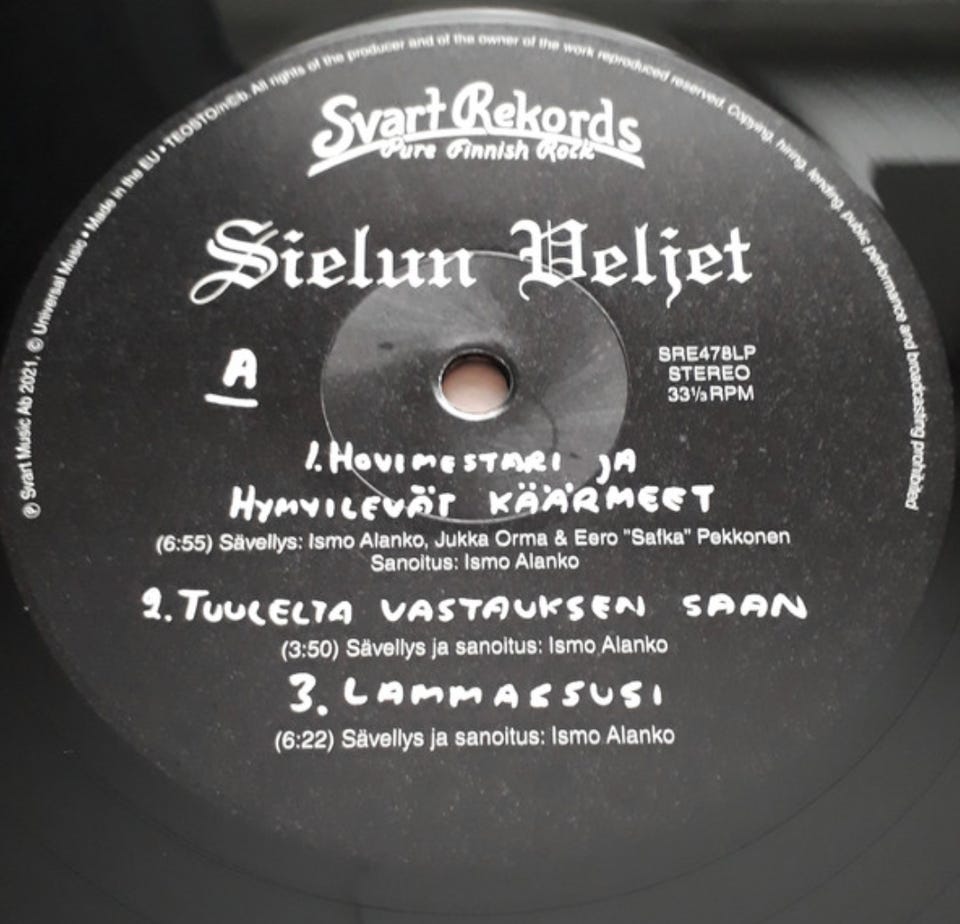 ℗ Svart Music Ab 2021, © Universal Music • Made in the EU • TEOSTO/n©b. All rights of the producer and of the owner of the work reproduced reserved. Copying, hiring, lending, public performance and broadcasting prohibited
Svart Rekords
Pure Finnish Rock
Sielun Veljet
A
SRE478LP
STEREO
33⅓ RPM
1. HOVIMESTARI JA
HYMYILEVÄT KÄÄRMEET
(6:55) Sävellys: Ismo Alanko, Jukka Orma & Eero "Safka" Pekkonen
Sanoitus: Ismo Alanko
2. TUULELTA VASTAUKSEN SAAN
(3:50) Sävellys ja sanoitus: Ismo Alanko
3. LAMMASSUSI
(6:22) Sävellys ja sanoitus: Ismo Alanko